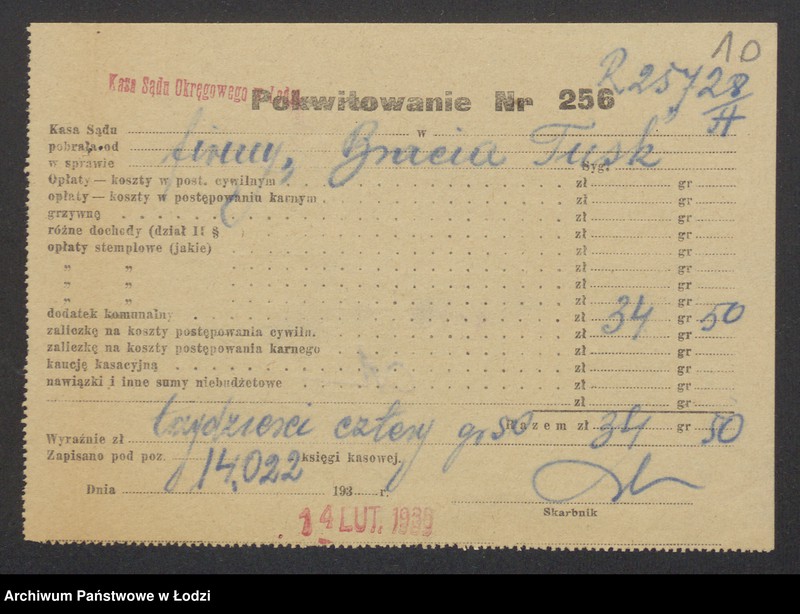 10
Kasa Sądu Okręgowego w Łodzi
Pokwitowanie Nr 256
R 257/28
A
Kasa Sądu w
pobrała od firmy „Bracia Tusk”
w sprawie Syg.
Opłaty — koszty w post. cywilnym zł gr
opłaty — koszty w postępowaniu karnym zł gr
grzywnę zł gr
różne dochody (dział II § zł gr
opłaty stemplowe (jakie) zł gr
„ „ zł gr
„ „ zł gr
„ „ zł gr
dodatek komunalny zł 34 gr 50
zaliczkę na koszty postępowania cywiln. zł gr
zaliczkę na koszty postępowania karnego zł gr
kaucję kasacyjną zł gr
nawiązki i inne sumy niebudżetowe zł gr
zł gr
Razem zł 34 gr 50
Wyraźnie zł trzydzieści cztery gr 50
Zapisano pod poz. 14.022 księgi kasowej.
Dnia 193 r.
14 LUT. 1939
Skarbnik
Archiwum Państwowe w Łodzi